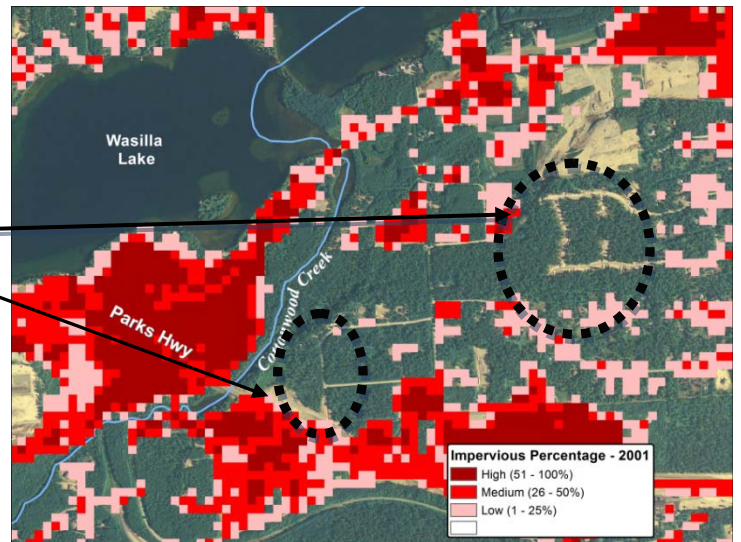 Wasilla
Lake
Cottonwood Creek
Parks Hwy
Impervious Percentage - 2001
High (51 - 100%)
Medium (26 - 50%)
Low (1 - 25%)